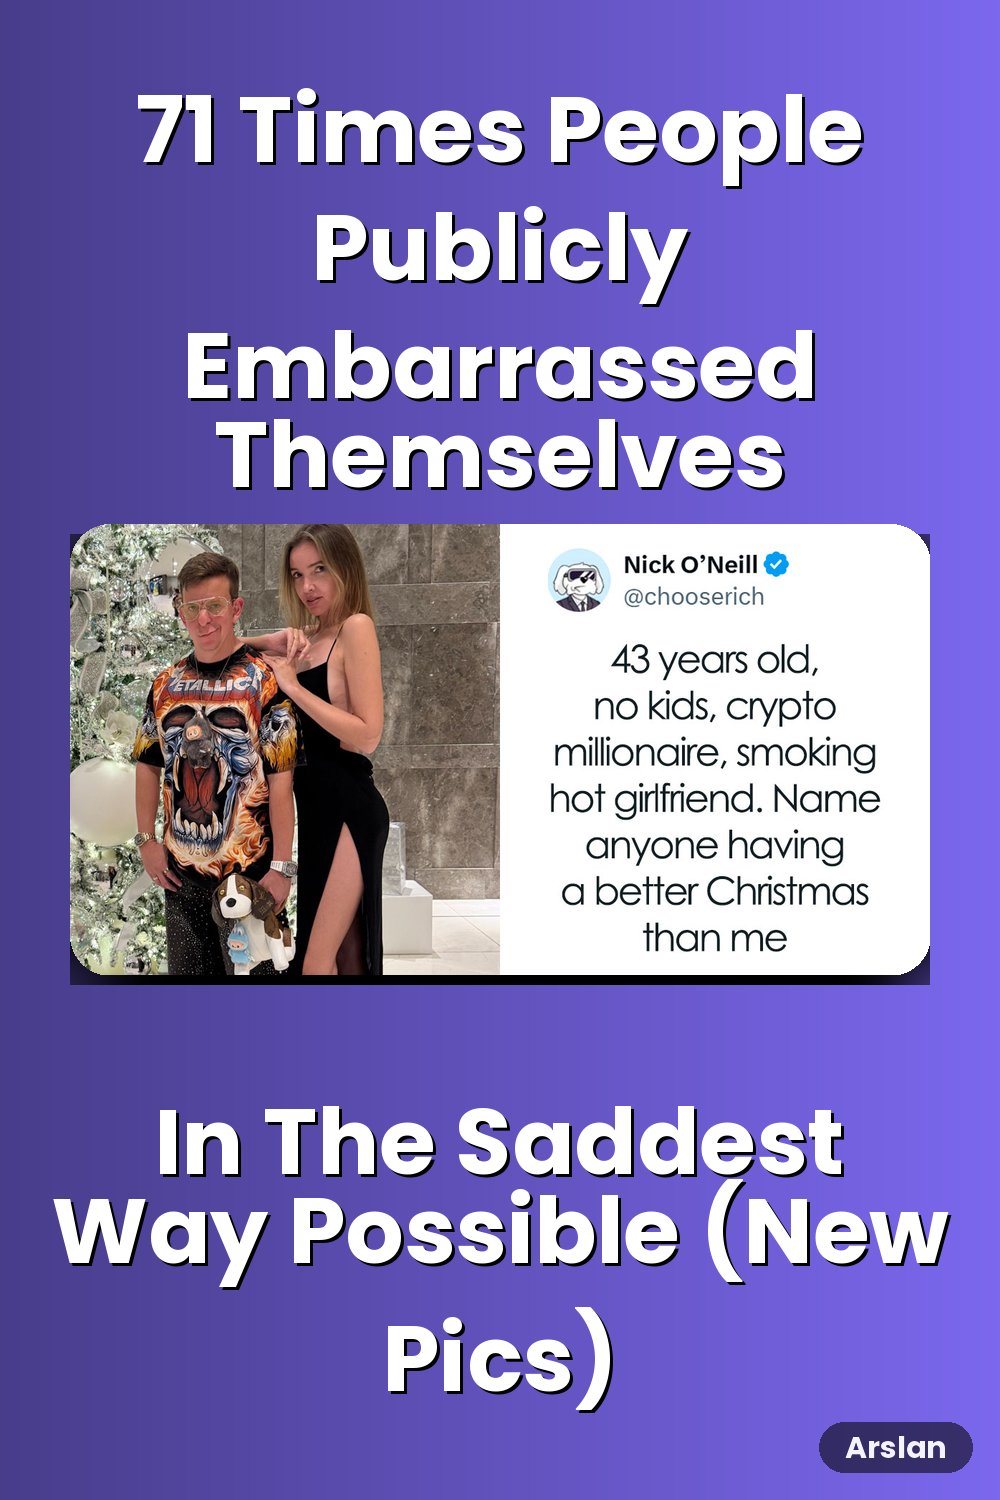 71 Times People
Publicly
Embarrassed
Themselves
METALLICA
Nick O'Neill
@chooserich
43 years old,
no kids, crypto
millionaire, smoking
hot girlfriend. Name
anyone having
a better Christmas
than me
In The Saddest
Way Possible (New
Pics)
Arslan